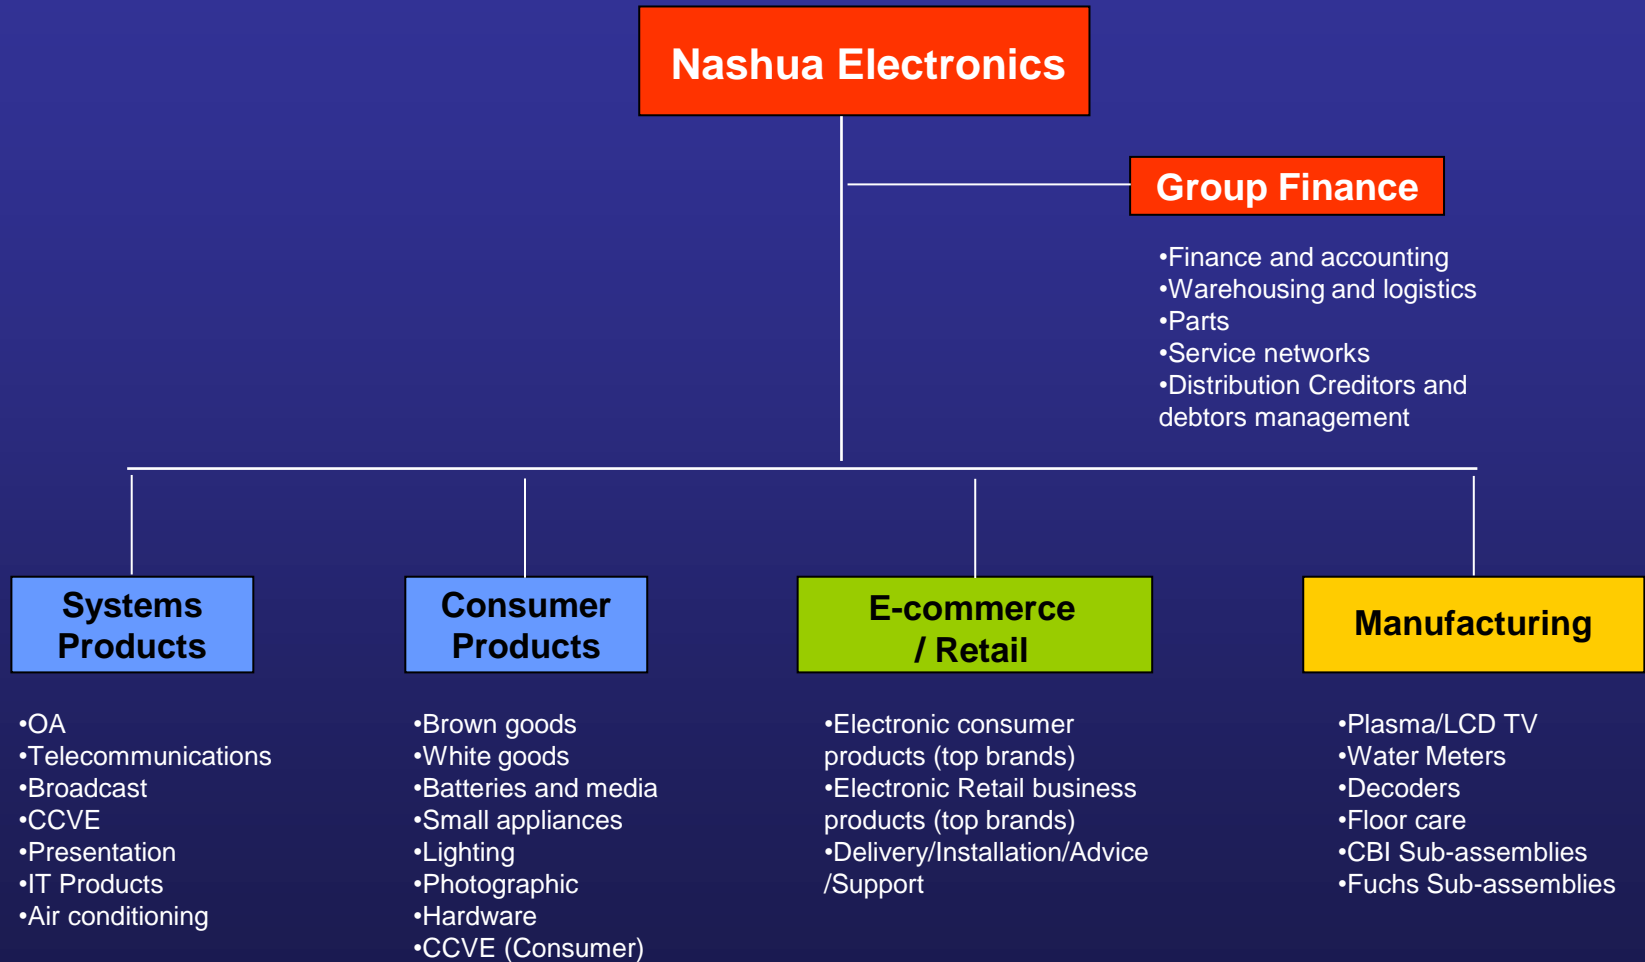 Nashua Electronics
Group Finance
•Finance and accounting
•Warehousing and logistics
•Parts
•Service networks
•Distribution Creditors and
debtors management
Systems
Products
•OA
•Telecommunications
•Broadcast
•CCVE
•Presentation
•IT Products
•Air conditioning
Consumer
Products
•Brown goods
•White goods
•Batteries and media
•Small appliances
•Lighting
•Photographic
•Hardware
•CCVE (Consumer)
E-commerce
/ Retail
•Electronic consumer
products (top brands)
•Electronic Retail business
products (top brands)
•Delivery/Installation/Advice
/Support
Manufacturing
•Plasma/LCD TV
•Water Meters
•Decoders
•Floor care
•CBI Sub-assemblies
•Fuchs Sub-assemblies